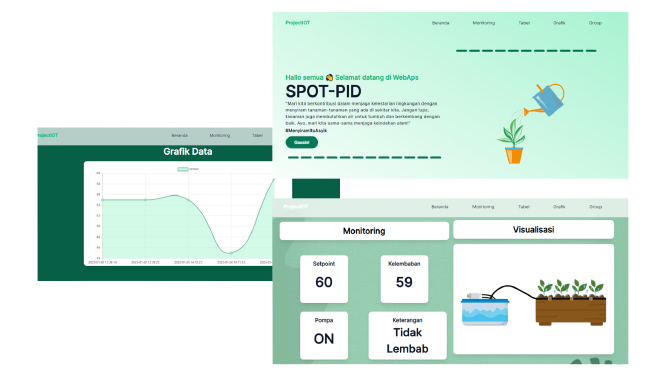 ProjectIOT
Beranda
Monitoring
Tabel
Grafik
Group
Hallo semua 🧑 Selamat datang di WebAps
SPOT-PID
"Mari kita berkontribusi dalam menjaga kelestarian lingkungan dengan
menyiram tanaman-tanaman yang ada di sekitar kita. Jangan lupa,
tanaman juga membutuhkan air untuk tumbuh dan berkembang dengan
baik. Ayo, mari kita sama-sama menjaga keindahan alam!"
#MenyiramItuAsyik
Gassin!
ProjectIOT
Beranda
Monitoring
Tabel
Grafik Data
ProjectIOT
Beranda
Monitoring
Tabel
Grafik
Group
Monitoring
Visualisasi
Setpoint
60
Kelembaban
59
Pompa
ON
Keterangan
Tidak
Lembab